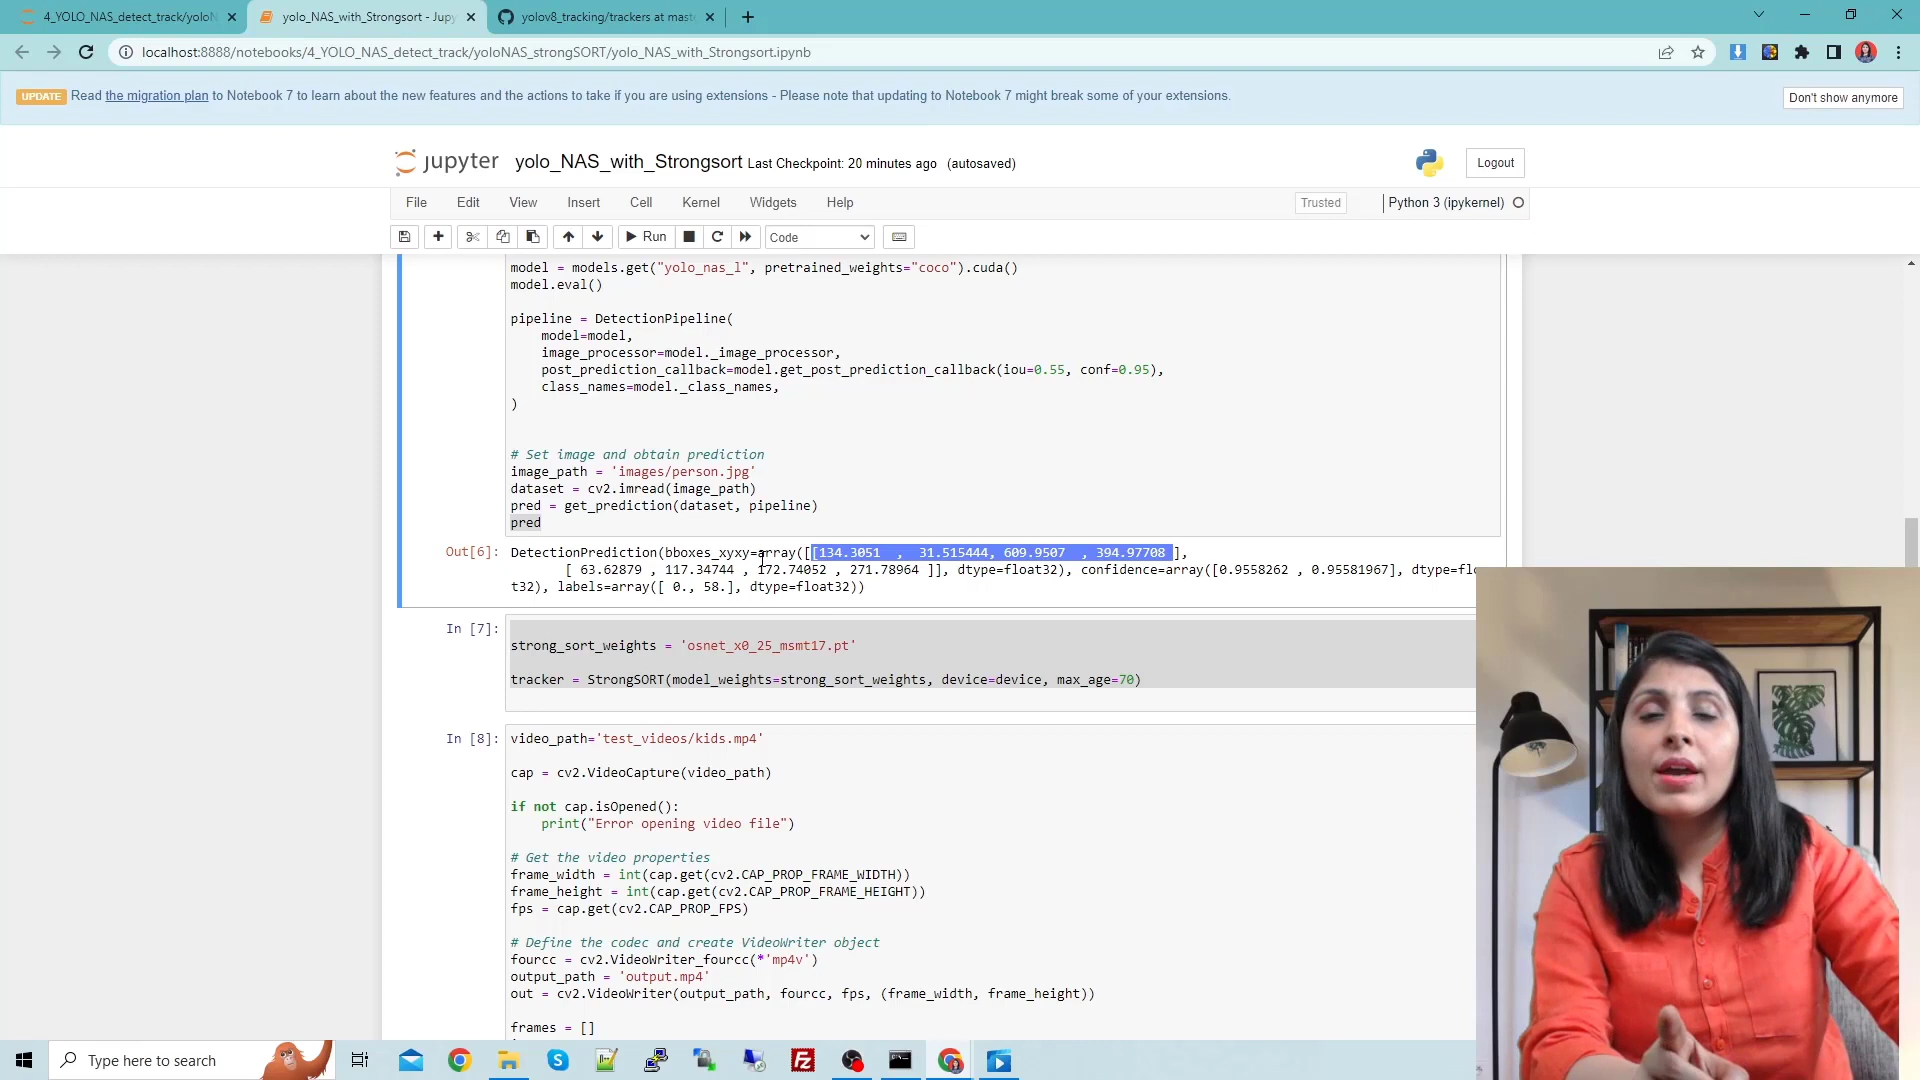 4_YOLO_NAS_detect_track/yoloN
yolo_NAS_with_Strongsort - Jupy
yolov8_tracking/trackers at mast
localhost:8888/notebooks/4_YOLO_NAS_detect_track/yoloNAS_strongSORT/yolo_NAS_with_Strongsort.ipynb
UPDATE Read the migration plan to Notebook 7 to learn about the new features and the actions to take if you are using extensions - Please note that updating to Notebook 7 might break some of your extensions.
Don't show anymore
jupyter yolo_NAS_with_Strongsort Last Checkpoint: 20 minutes ago (autosaved)
Logout
File Edit View Insert Cell Kernel Widgets Help
Trusted
Python 3 (ipykernel)
Run
Code
model = models.get("yolo_nas_l", pretrained_weights="coco").cuda()
model.eval()
pipeline = DetectionPipeline(
model=model,
image_processor=model._image_processor,
post_prediction_callback=model.get_post_prediction_callback(iou=0.55, conf=0.95),
class_names=model._class_names,
)
# Set image and obtain prediction
image_path = 'images/person.jpg'
dataset = cv2.imread(image_path)
pred = get_prediction(dataset, pipeline)
pred
Out[6]: DetectionPrediction(bboxes_xyxy=array([[134.3051 , 31.515444, 609.9507 , 394.97708 ],
[ 63.62879 , 117.34744 , 172.74052 , 271.78964 ]], dtype=float32), confidence=array([0.9558262 , 0.95581967], dtype=floa
t32), labels=array([ 0., 58.], dtype=float32))
In [7]:
strong_sort_weights = 'osnet_x0_25_msmt17.pt'
tracker = StrongSORT(model_weights=strong_sort_weights, device=device, max_age=70)
In [8]: video_path='test_videos/kids.mp4'
cap = cv2.VideoCapture(video_path)
if not cap.isOpened():
print("Error opening video file")
# Get the video properties
frame_width = int(cap.get(cv2.CAP_PROP_FRAME_WIDTH))
frame_height = int(cap.get(cv2.CAP_PROP_FRAME_HEIGHT))
fps = cap.get(cv2.CAP_PROP_FPS)
# Define the codec and create VideoWriter object
fourcc = cv2.VideoWriter_fourcc(*'mp4v')
output_path = 'output.mp4'
out = cv2.VideoWriter(output_path, fourcc, fps, (frame_width, frame_height))
frames = []
Type here to search